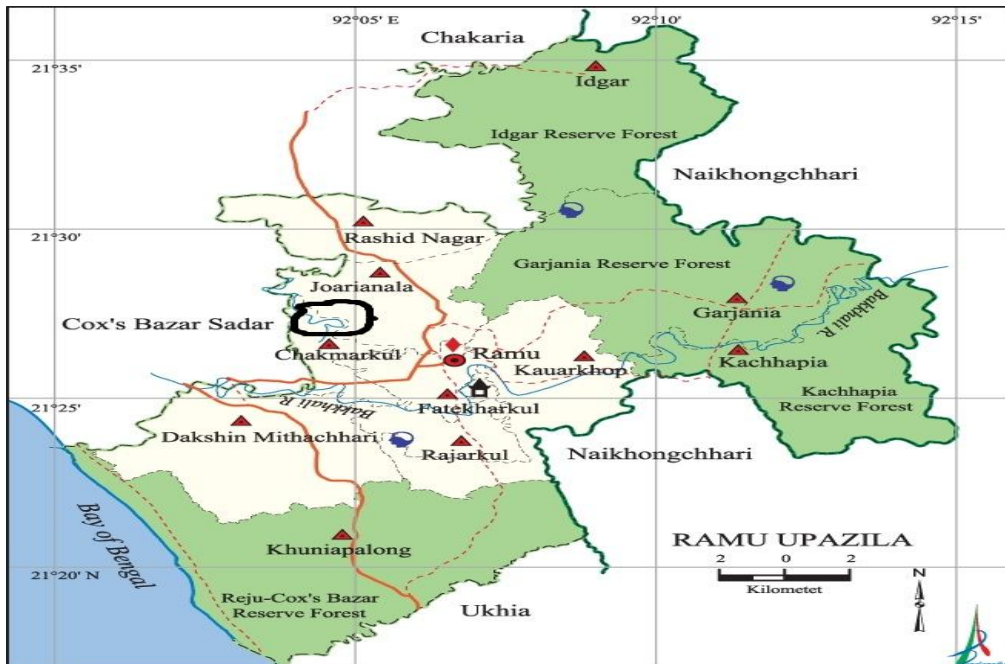 92°05' E
92°10'
92°15'
Chakaria
21°35'
Idgar
Idgar Reserve Forest
Naikhongchhari
21°30'
Rashid Nagar
Garjania Reserve Forest
Joarianala
Garjania
Bakkhali R.
Cox's Bazar Sadar
Chakmarkul
Ramu
Kauarkhop
Kachhapia
Kachhapia
Reserve Forest
21°25'
Bakkhali R
Fatekharkul
Dakshin Mithachhari
Rajarkul
Naikhongchhari
Bay of Bengal
Khuniapalong
RAMU UPAZILA
2 0 2
Kilometet
N
21°20' N
Reju-Cox's Bazar
Reserve Forest
Ukhia